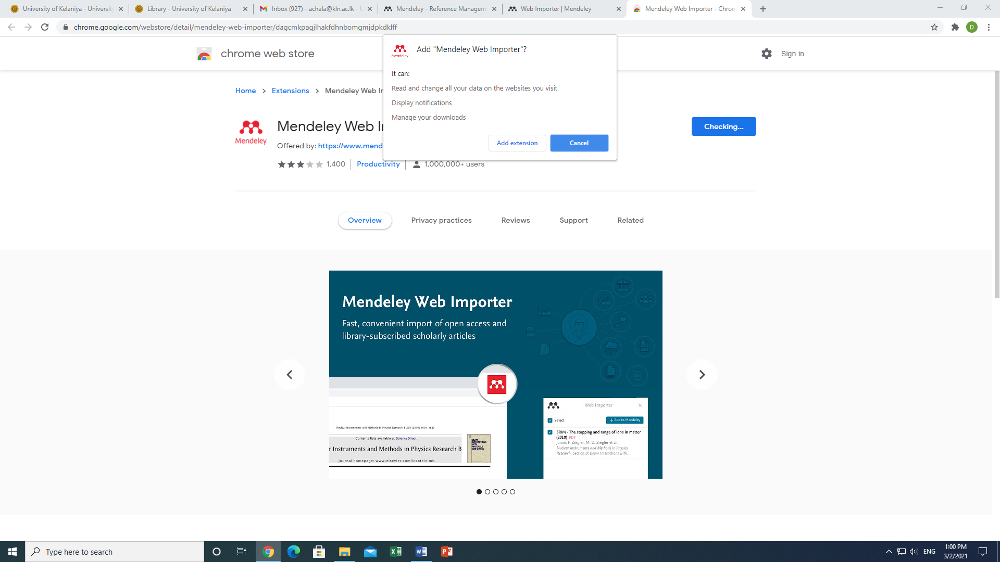 University of Kelaniya - University
Library - University of Kelaniya
Inbox (927) - achala@kln.ac.lk - U
Mendeley - Reference Managem
Web Importer | Mendeley
Mendeley Web Importer - Chrom
chrome.google.com/webstore/detail/mendeley-web-importer/dagcmkpagjlhakfdhnbomgmjdpkdklff
D
chrome web store
Sign in
Mendeley
Add "Mendeley Web Importer"?
It can:
Read and change all your data on the websites you visit
Display notifications
Manage your downloads
Add extension
Cancel
Home > Extensions > Mendeley Web Im
Mendeley
Mendeley Web I
Offered by: https://www.mend
1,400
Productivity
1,000,000+ users
Checking...
Overview
Privacy practices
Reviews
Support
Related
Mendeley Web Importer
Fast, convenient import of open access and
library-subscribed scholarly articles
Nuclear Instruments and Methods in Physics Research B 268 (2010) 1818–1823
Contents lists available at ScienceDirect
r Instruments and Methods in Physics Research B
journal homepage: www.elsevier.com/locate/nimb
BEAM
INTERACTIONS
WITH
MATERIALS
AND ATOMS
Web Importer
Select
+ Add to Mendeley
SRIM - The stopping and range of ions in matter
(2010) PDF
James F. Ziegler, M. D. Ziegler et al.
Nuclear Instruments and Methods in Physics
Research, Section B: Beam Interactions with...
Type here to search
ENG
1:00 PM
3/2/2021